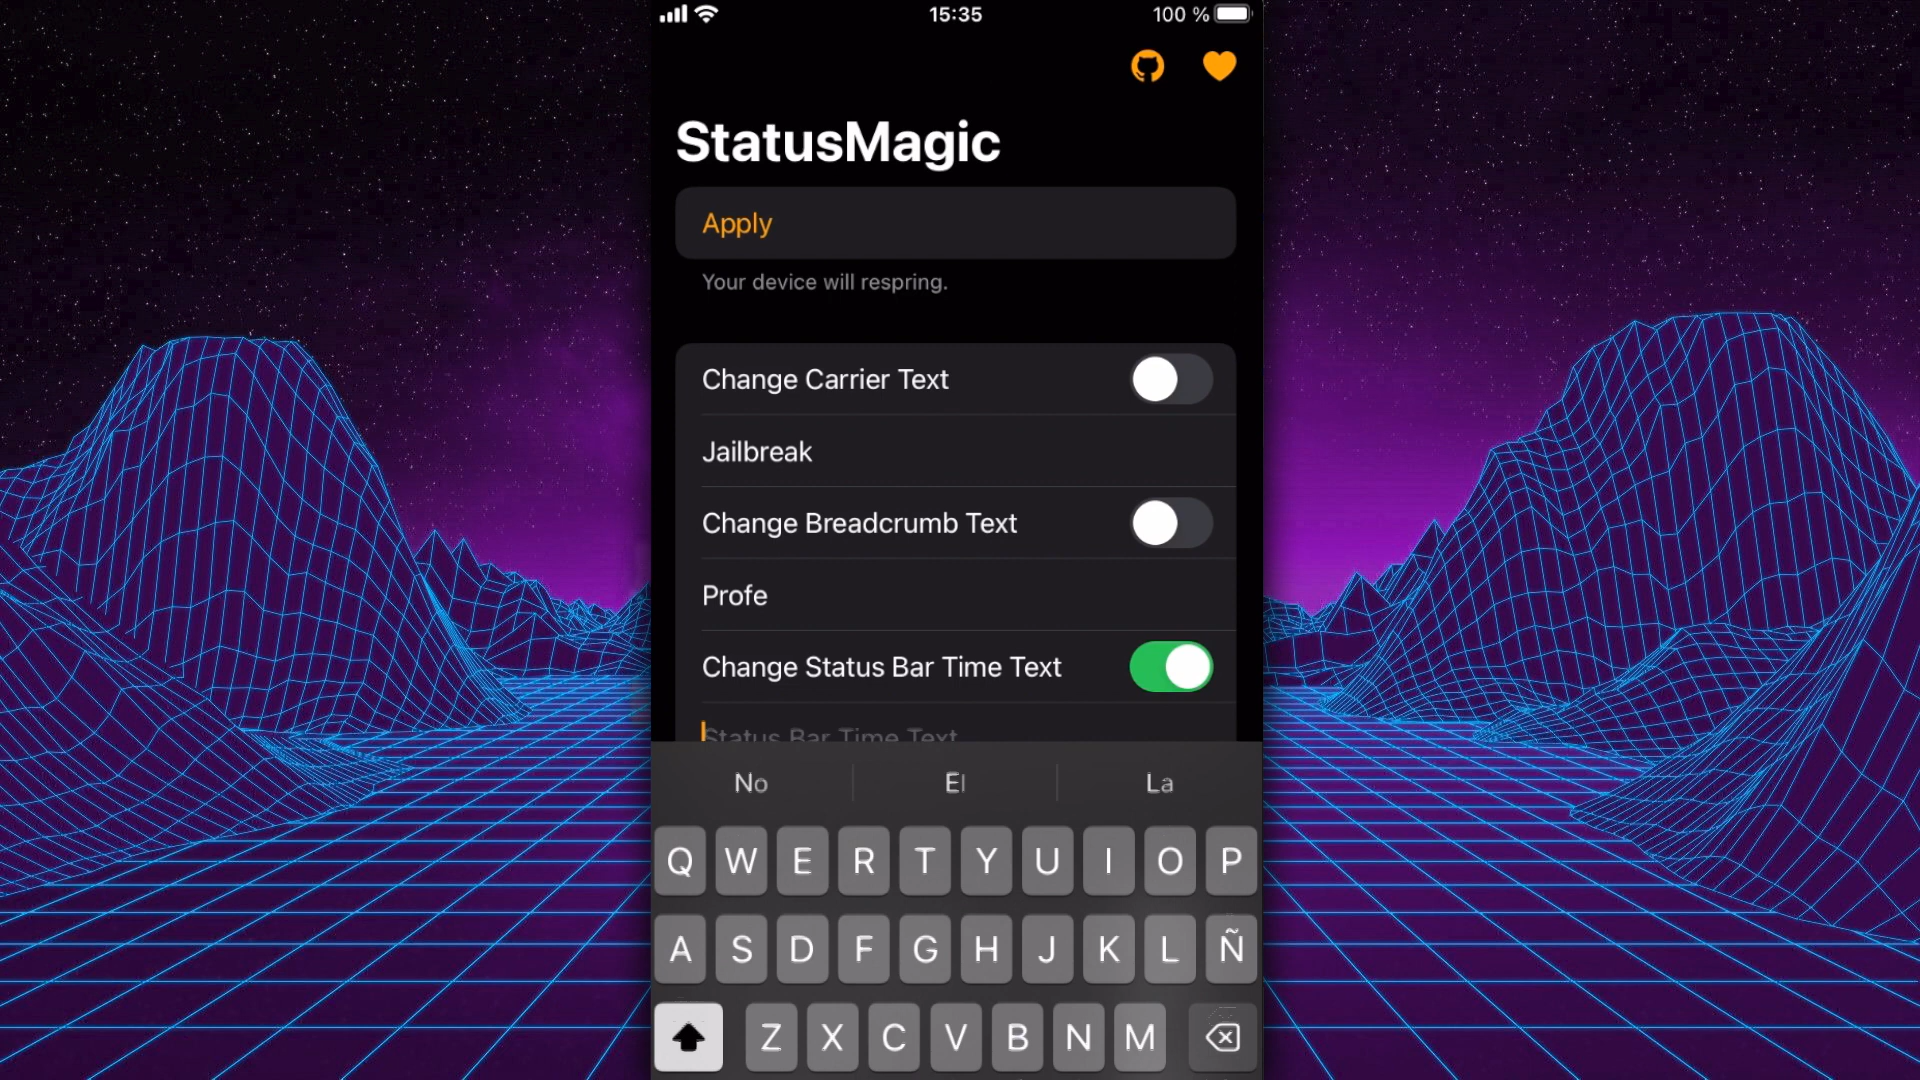 15:35
100 %
StatusMagic
Apply
Your device will respring.
Change Carrier Text
Jailbreak
Change Breadcrumb Text
Profe
Change Status Bar Time Text
Status Bar Time Text
No El La
Q W E R T Y U I O P
A S D F G H J K L Ñ
Z X C V B N M